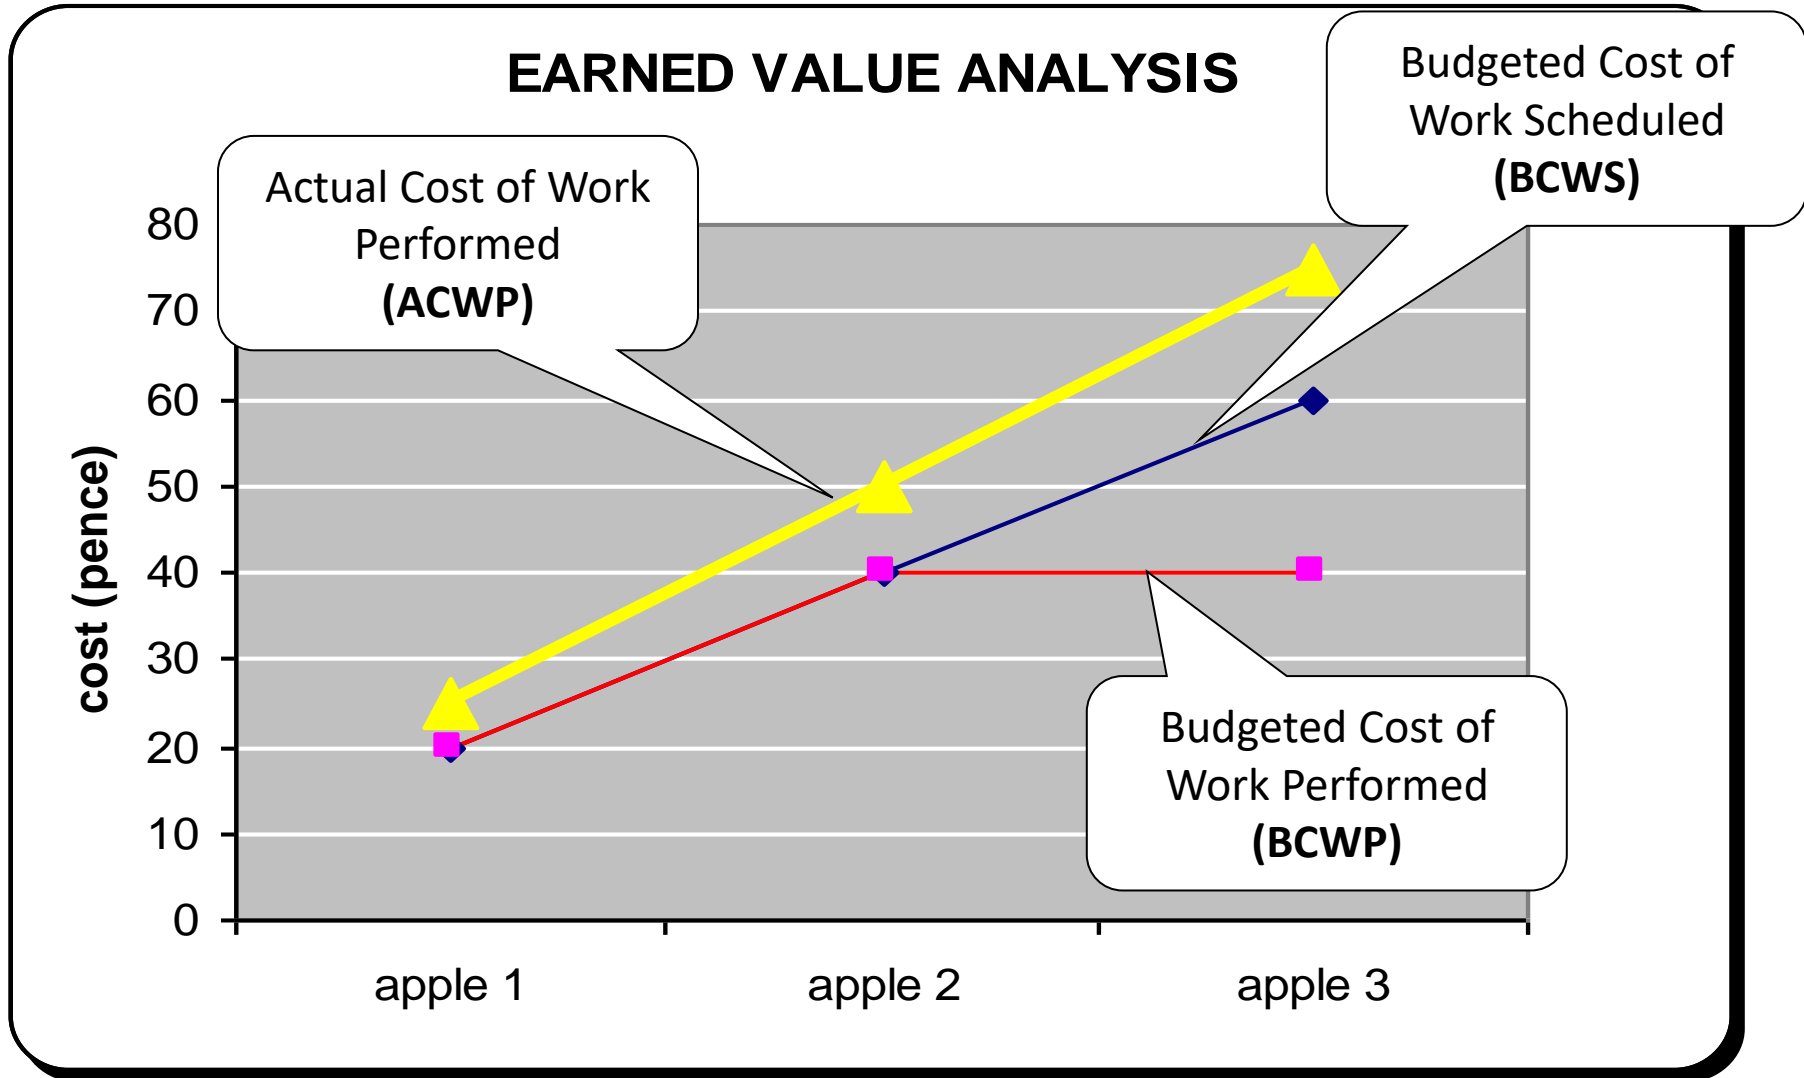 EARNED VALUE ANALYSIS
Budgeted Cost of
Work Scheduled
(BCWS)
Actual Cost of Work
Performed
(ACWP)
80
70
60
50
40
30
20
10
0
cost (pence)
Budgeted Cost of
Work Performed
(BCWP)
apple 1
apple 2
apple 3